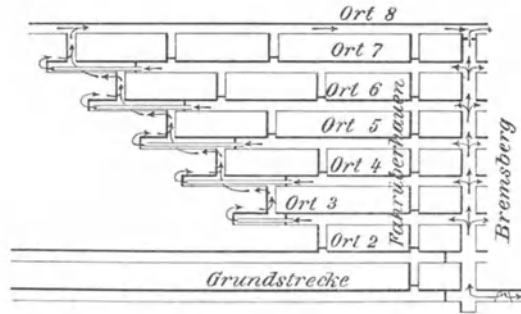 Ort 8
Ort 7
Ort 6
Ort 5
Ort 4
Ort 3
Ort 2
Grundstrecke
Fahrüberhauen
Bremsberg